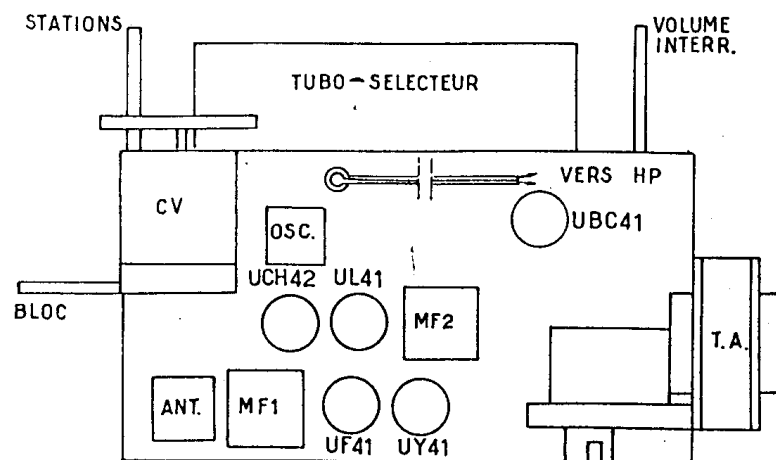 STATIONS
VOLUME
INTERR.
TUBO-SELECTEUR
VERS HP
CV
OSC.
UBC41
UCH42
UL41
BLOC
MF2
T.A.
ANT.
MF1
UF41
UY41